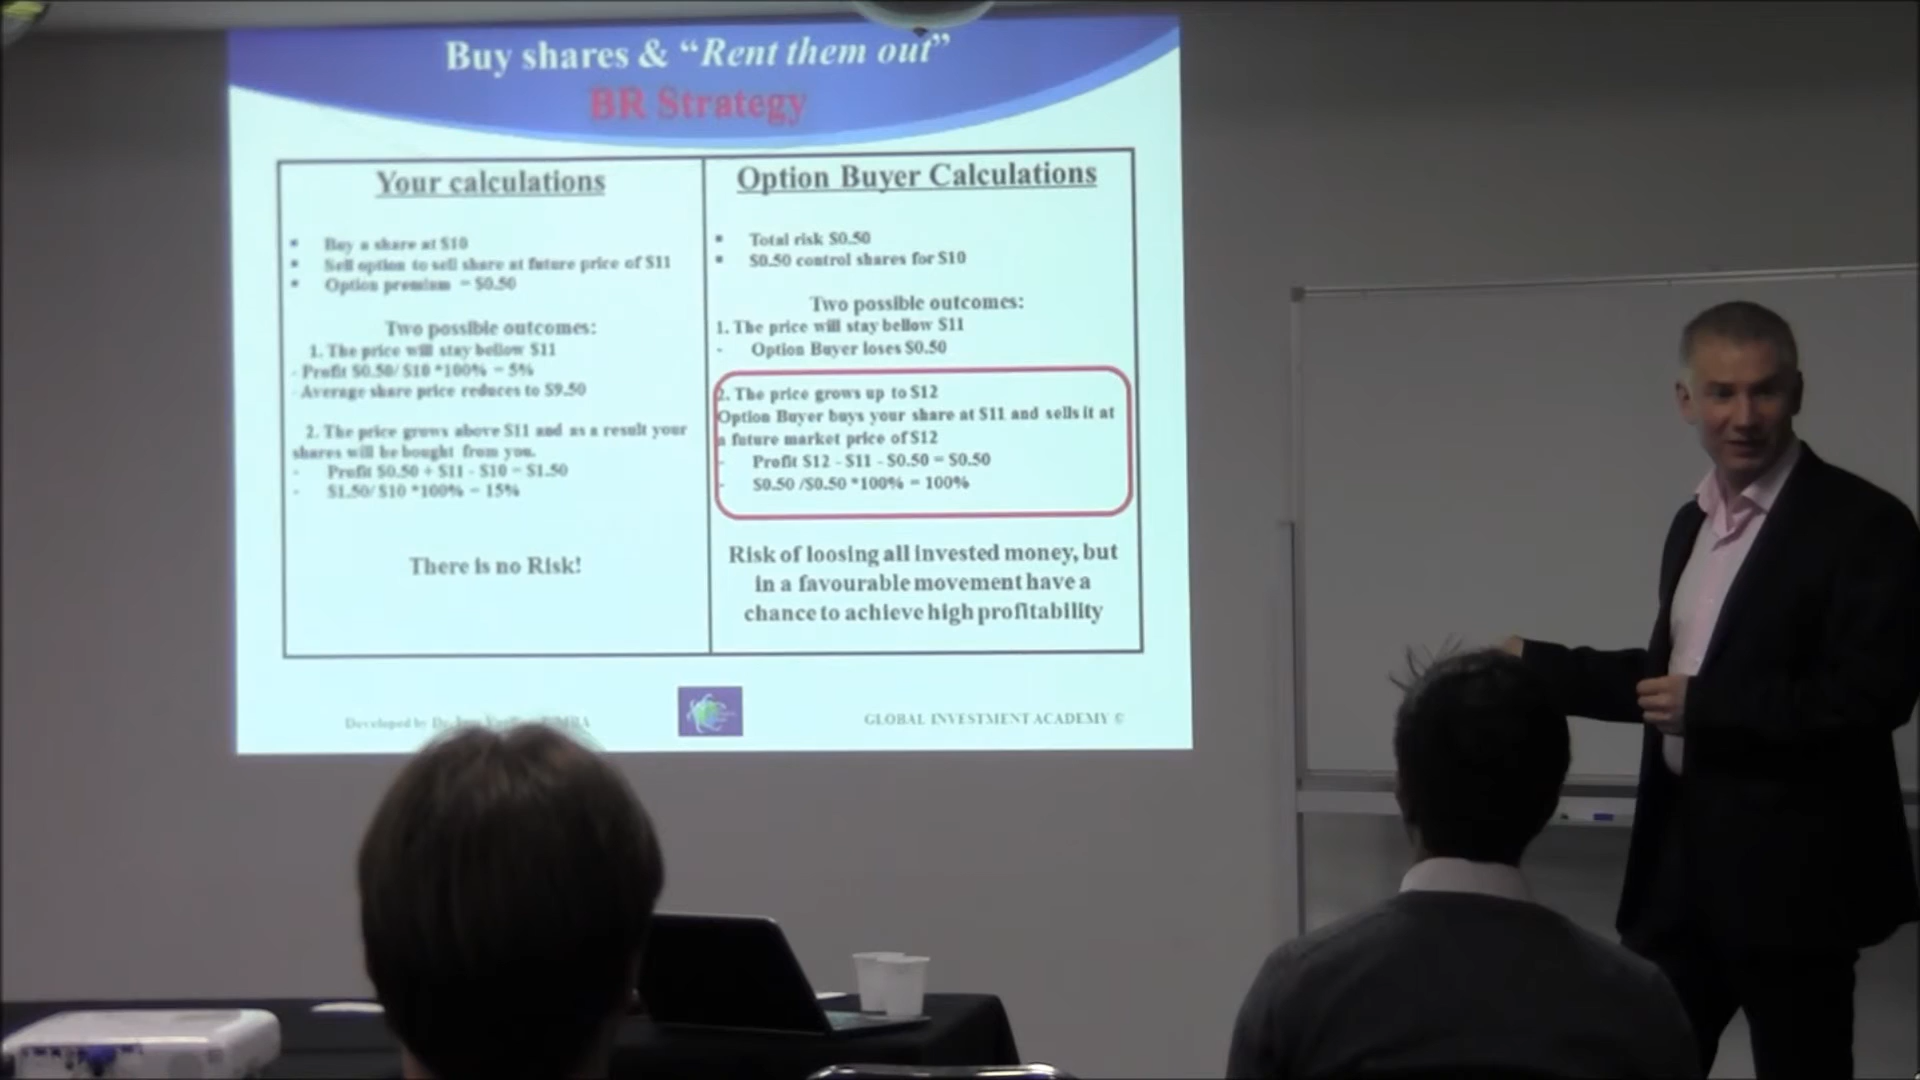 Buy shares & “Rent them out”
BR Strategy
Your calculations
▪ Buy a share at $10
▪ Sell option to sell share at future price of $11
▪ Option premium = $0.50
Two possible outcomes:
1. The price will stay bellow $11
- Profit $0.50/ $10 *100% = 5%
- Average share price reduces to $9.50
2. The price grows above $11 and as a result your
shares will be bought from you.
- Profit $0.50 + $11 - $10 = $1.50
- $1.50/ $10 *100% = 15%
There is no Risk!
Option Buyer Calculations
▪ Total risk $0.50
▪ $0.50 control shares for $10
Two possible outcomes:
1. The price will stay bellow $11
- Option Buyer loses $0.50
2. The price grows up to $12
Option Buyer buys your share at $11 and sells it at
a future market price of $12
- Profit $12 - $11 - $0.50 = $0.50
- $0.50 /$0.50 *100% = 100%
Risk of loosing all invested money, but
in a favourable movement have a
chance to achieve high profitability
Developed by Dr.
GLOBAL INVESTMENT ACADEMY ©